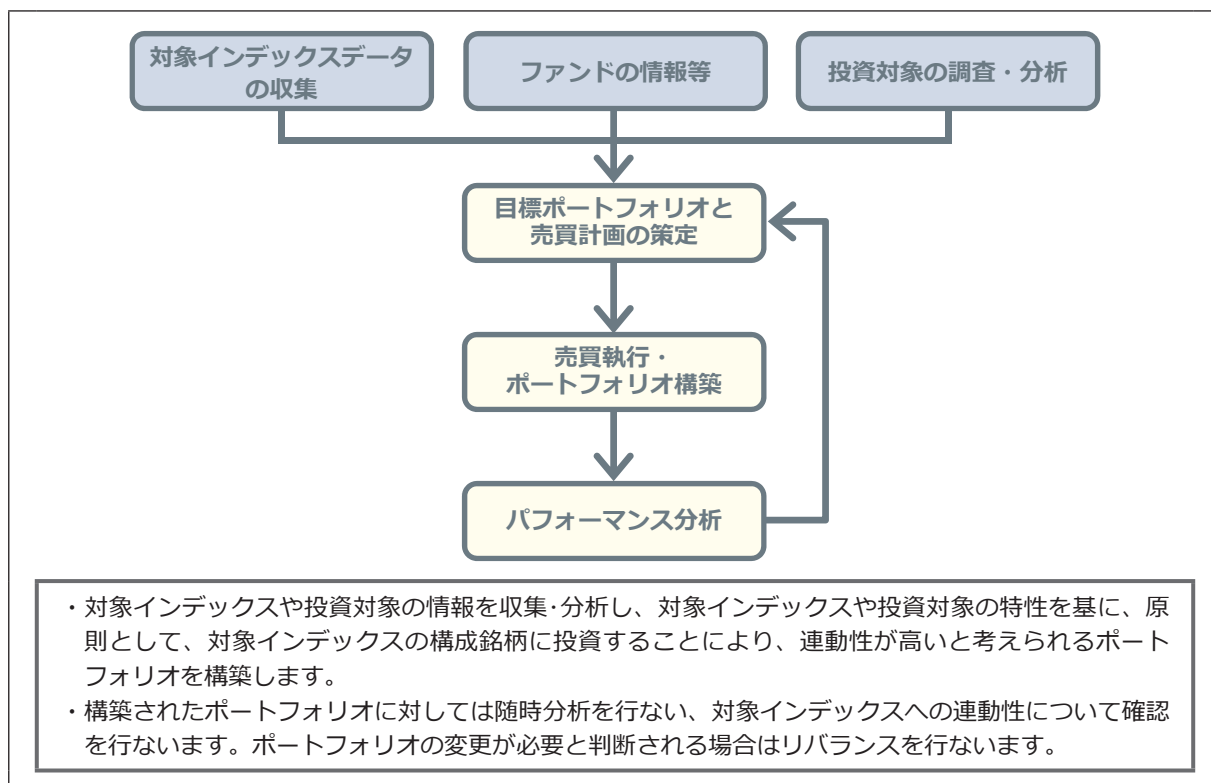 対象インデックスデータ
の収集
ファンドの情報等
投資対象の調査・分析
目標ポートフォリオと
売買計画の策定
売買執行・
ポートフォリオ構築
パフォーマンス分析
・対象インデックスや投資対象の情報を収集･分析し、対象インデックスや投資対象の特性を基に、原
則として、対象インデックスの構成銘柄に投資することにより、連動性が高いと考えられるポート
フォリオを構築します。
・構築されたポートフォリオに対しては随時分析を行ない、対象インデックスへの連動性について確認
を行ないます。ポートフォリオの変更が必要と判断される場合はリバランスを行ないます。